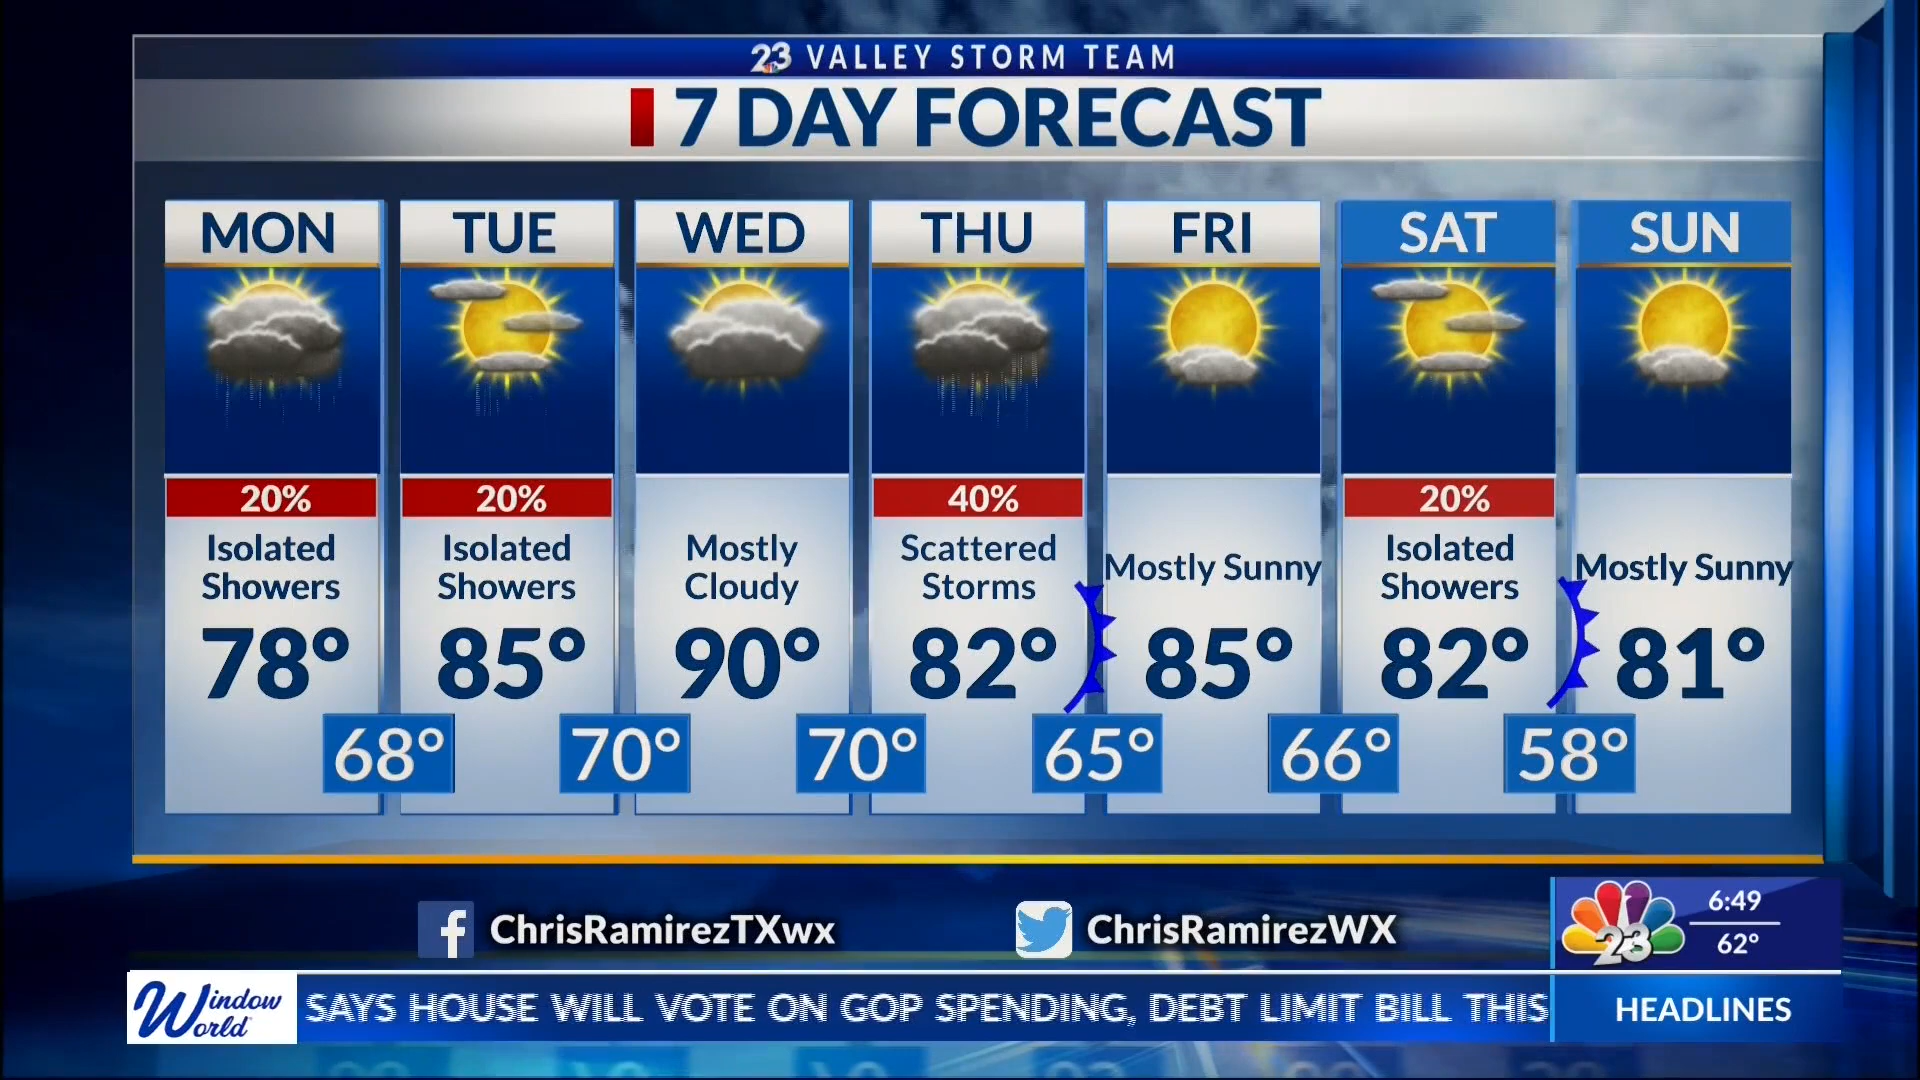 23 VALLEY STORM TEAM
7 DAY FORECAST
MON
TUE
WED
THU
FRI
SAT
SUN
20%
20%
40%
20%
Isolated
Showers
Isolated
Showers
Mostly
Cloudy
Scattered
Storms
Mostly Sunny
Isolated
Showers
Mostly Sunny
78°
85°
90°
82°
85°
82°
81°
68°
70°
70°
65°
66°
58°
f ChrisRamirezTXwx
ChrisRamirezWX
23
6:49
62°
Window
World
SAYS HOUSE WILL VOTE ON GOP SPENDING, DEBT LIMIT BILL THIS
HEADLINES